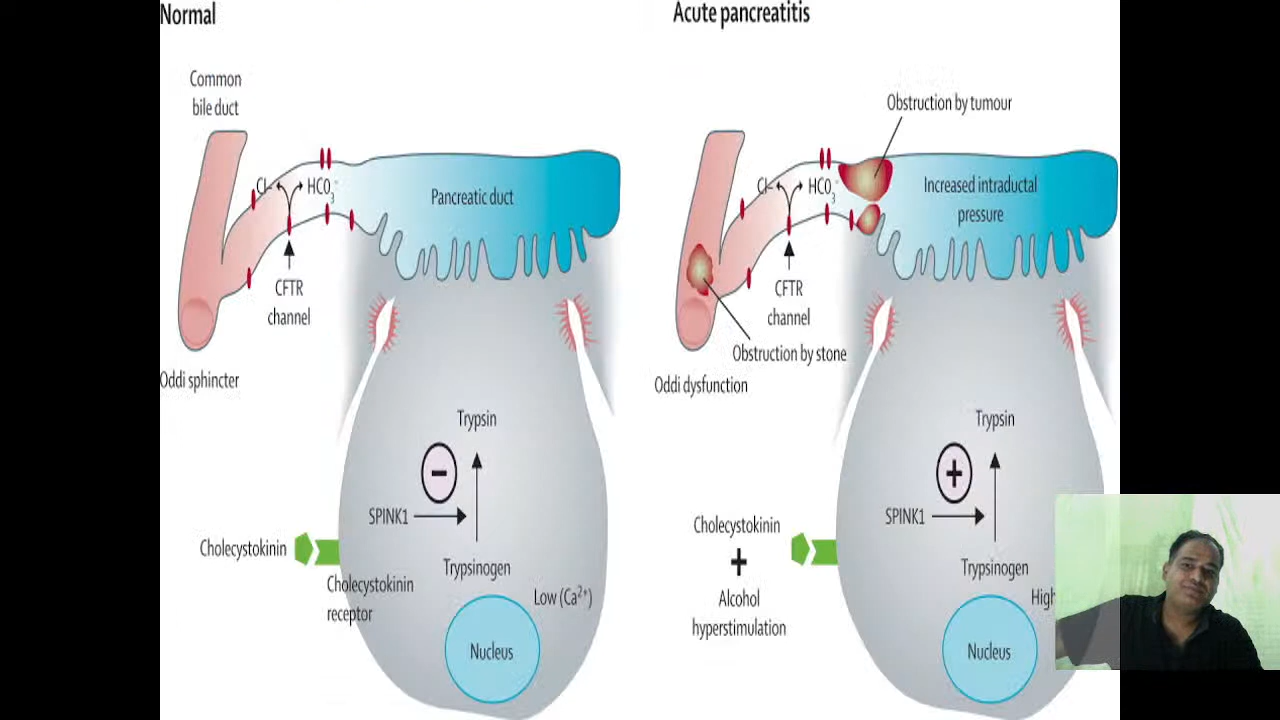 Normal
Common
bile duct
Cl–
HCO3–
Pancreatic duct
CFTR
channel
Oddi sphincter
Trypsin
−
SPINK1
Cholecystokinin
Cholecystokinin
receptor
Trypsinogen
Low (Ca2+)
Nucleus
Acute pancreatitis
Obstruction by tumour
Cl–
HCO3–
Increased intraductal
pressure
CFTR
channel
Obstruction by stone
Oddi dysfunction
Trypsin
+
SPINK1
Cholecystokinin
+
Alcohol
hyperstimulation
Trypsinogen
High
Nucleus